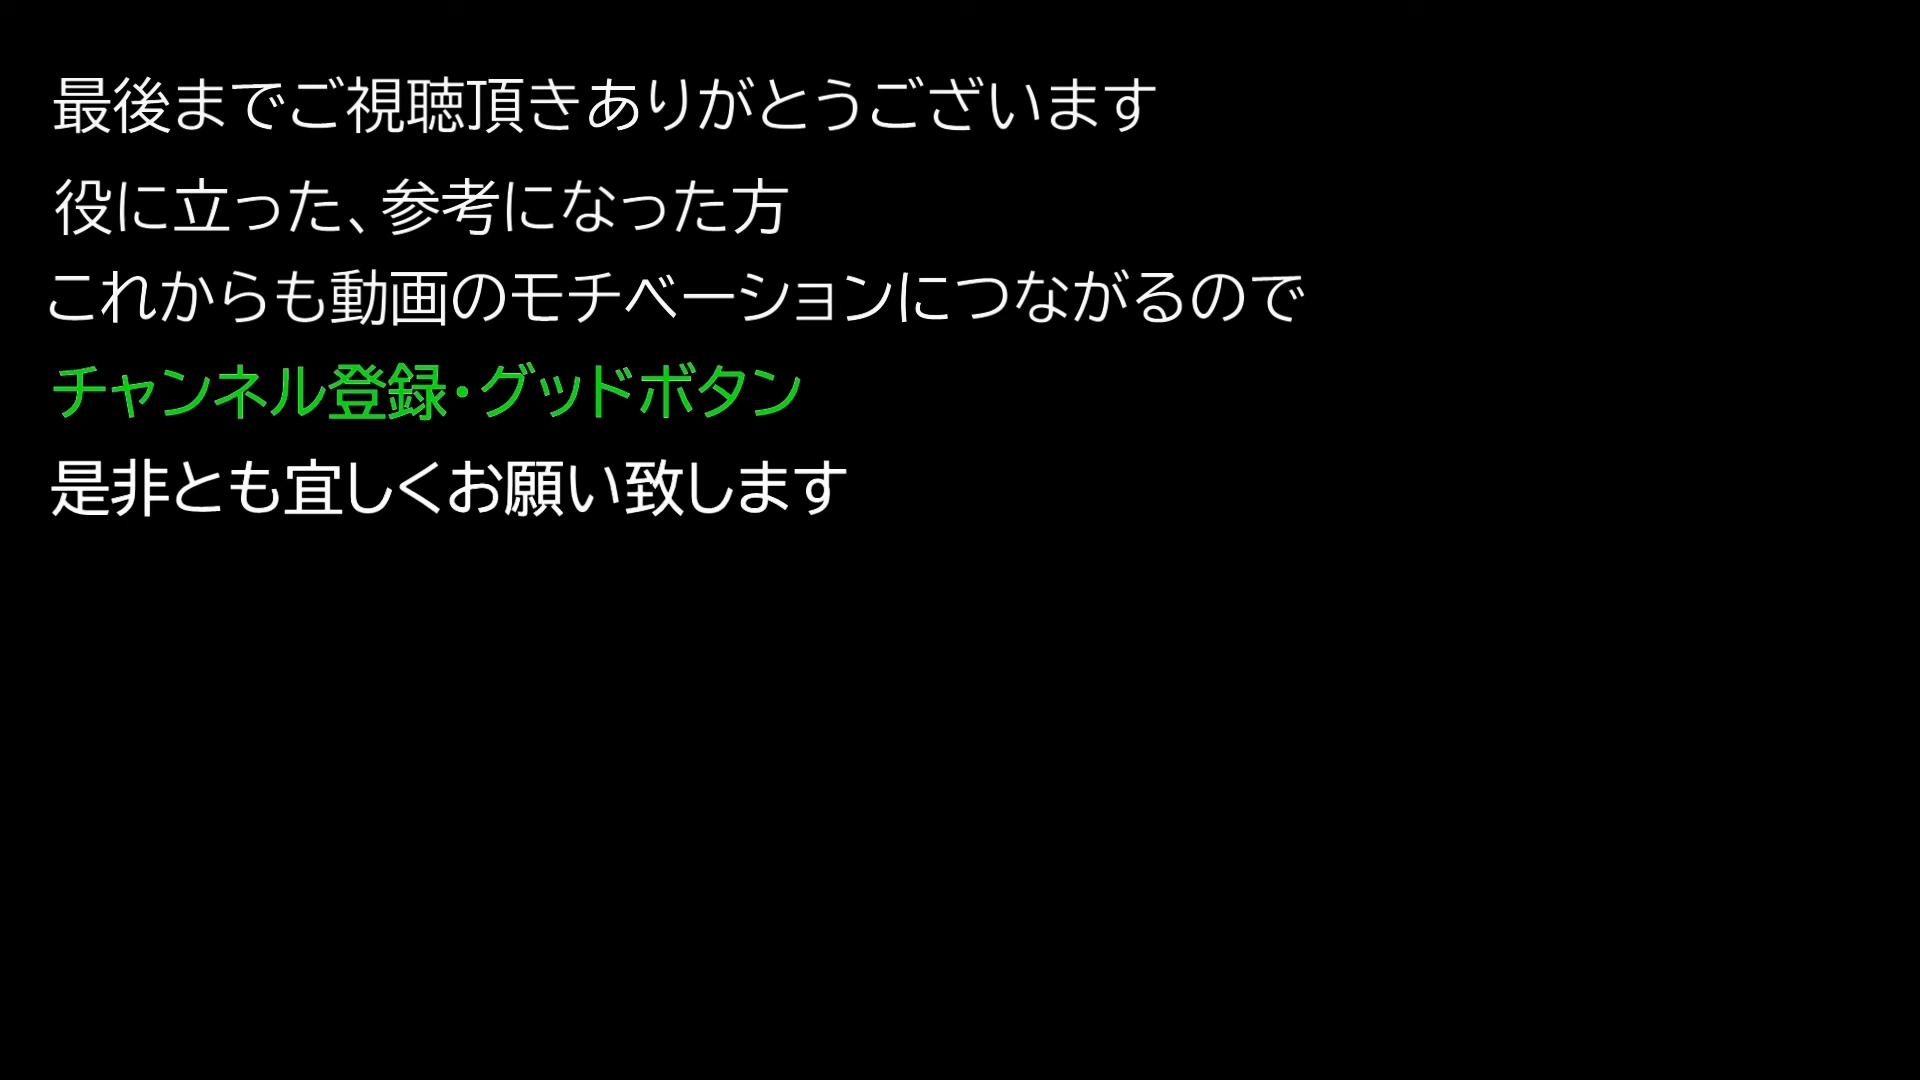 最後までご視聴頂きありがとうございます
役に立った、参考になった方
これからも動画のモチベーションにつながるので
チャンネル登録・グッドボタン
是非とも宜しくお願い致します